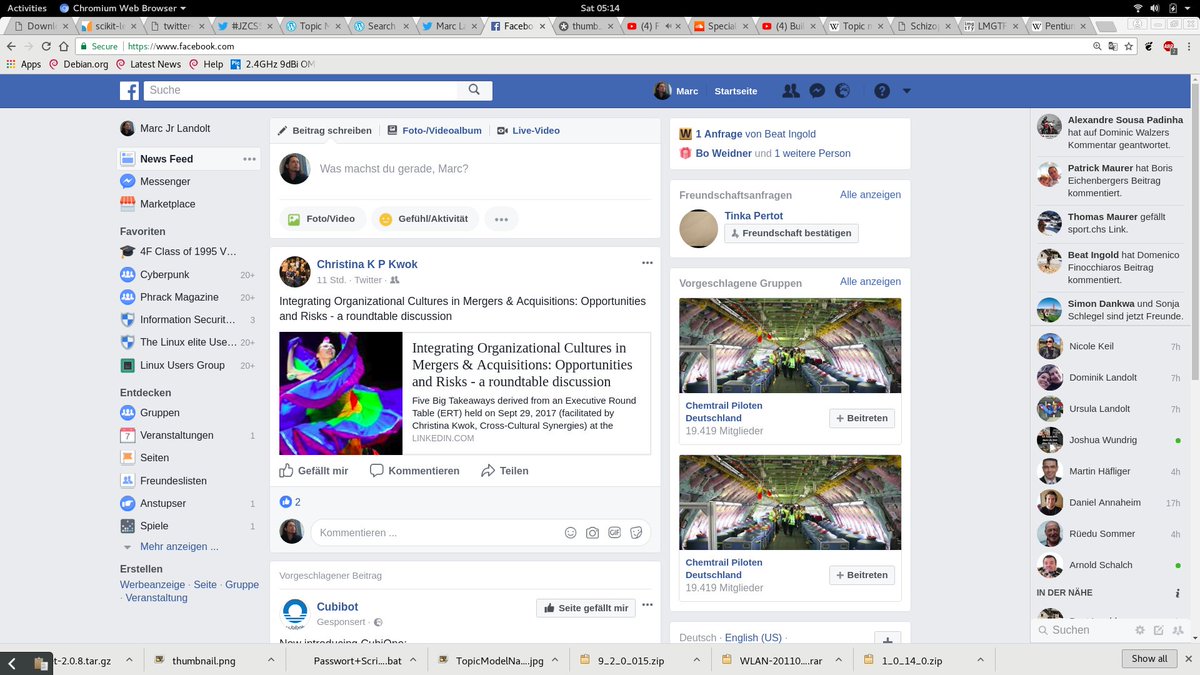 Activities
Chromium Web Browser
Sat 05:14
Downl
scikit-le
twitter-
#JZCS
Topic M
Search
Marc La
Facebo
thumb
(4) F
Special
(4) Bui
Topic m
Schizo
LMGTF
Pentiu
Secure
https://www.facebook.com
Apps
Debian.org
Latest News
Help
2.4GHz 9dBi OM
Suche
Marc
Startseite
Marc Jr Landolt
News Feed
Messenger
Marketplace
Favoriten
4F Class of 1995 V...
Cyberpunk 20+
Phrack Magazine 20+
Information Securit... 3
The Linux elite Use... 20+
Linux Users Group 20+
Entdecken
Gruppen
Veranstaltungen 1
Seiten
Freundeslisten
Anstupser 1
Spiele 1
Mehr anzeigen ...
Erstellen
Werbeanzeige · Seite · Gruppe
· Veranstaltung
Beitrag schreiben
Foto-/Videoalbum
Live-Video
Was machst du gerade, Marc?
Foto/Video
Gefühl/Aktivität
Christina K P Kwok
11 Std. · Twitter ·
Integrating Organizational Cultures in Mergers & Acquisitions: Opportunities
and Risks - a roundtable discussion
Integrating Organizational Cultures in
Mergers & Acquisitions: Opportunities
and Risks - a roundtable discussion
Five Big Takeaways derived from an Executive Round
Table (ERT) held on Sept 29, 2017 (facilitated by
Christina Kwok, Cross-Cultural Synergies) at the
LINKEDIN.COM
Gefällt mir
Kommentieren
Teilen
2
Kommentieren ...
GIF
Vorgeschlagener Beitrag
Cubibot
Gesponsert ·
Seite gefällt mir
Now introducing CubiOne:
1 Anfrage von Beat Ingold
Bo Weidner und 1 weitere Person
Freundschaftsanfragen
Alle anzeigen
Tinka Pertot
Freundschaft bestätigen
Vorgeschlagene Gruppen
Alle anzeigen
Chemtrail Piloten
Deutschland
19.419 Mitglieder
+ Beitreten
Chemtrail Piloten
Deutschland
19.419 Mitglieder
+ Beitreten
Deutsch · English (US) ·
Alexandre Sousa Padinha
hat auf Dominic Walzers
Kommentar geantwortet.
Patrick Maurer hat Boris
Eichenbergers Beitrag
kommentiert.
Thomas Maurer gefällt
sport.chs Link.
Beat Ingold hat Domenico
Finocchiaros Beitrag
kommentiert.
Simon Dankwa und Sonja
Schlegel sind jetzt Freunde.
Nicole Keil 7h
Dominik Landolt 7h
Ursula Landolt 7h
Joshua Wundrig
Martin Häfliger 4h
Daniel Annaheim 17h
Rüedu Sommer 4h
Arnold Schalch
IN DER NÄHE
Suchen
t-2.0.8.tar.gz
thumbnail.png
Passwort+Scri....bat
TopicModelNa....jpg
9_2_0_015.zip
WLAN-20110....rar
1_0_14_0.zip
Show all